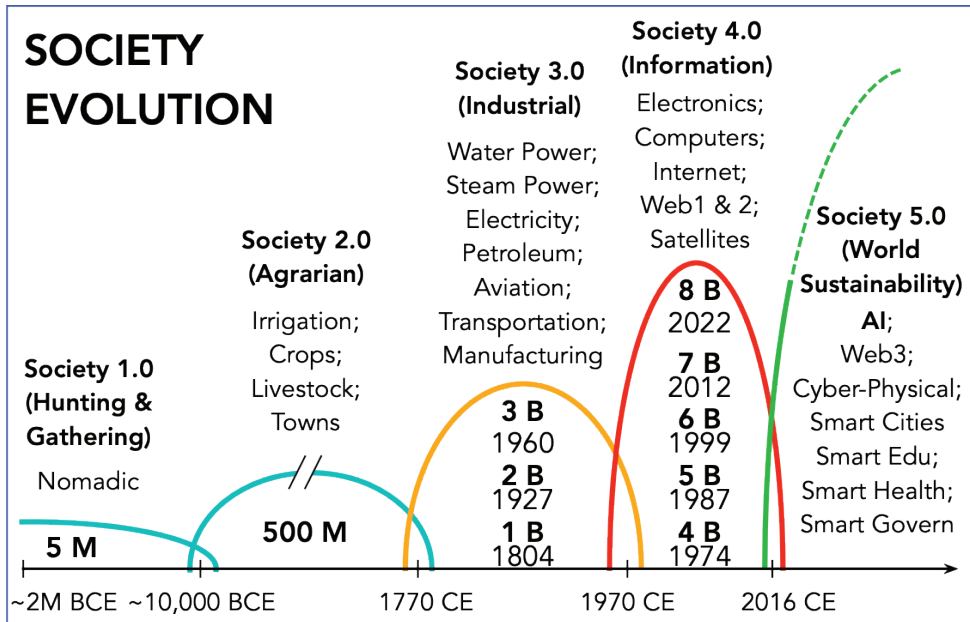 SOCIETY
EVOLUTION
Society 1.0
(Hunting &
Gathering)
Nomadic
5 M
Society 2.0
(Agrarian)
Irrigation;
Crops;
Livestock;
Towns
500 M
Society 3.0
(Industrial)
Water Power;
Steam Power;
Electricity;
Petroleum;
Aviation;
Transportation;
Manufacturing
3 B
1960
2 B
1927
1 B
1804
Society 4.0
(Information)
Electronics;
Computers;
Internet;
Web1 & 2;
Satellites
8 B
2022
7 B
2012
6 B
1999
5 B
1987
4 B
1974
Society 5.0
(World
Sustainability)
AI;
Web3;
Cyber-Physical;
Smart Cities
Smart Edu;
Smart Health;
Smart Govern
~2M BCE
~10,000 BCE
1770 CE
1970 CE
2016 CE